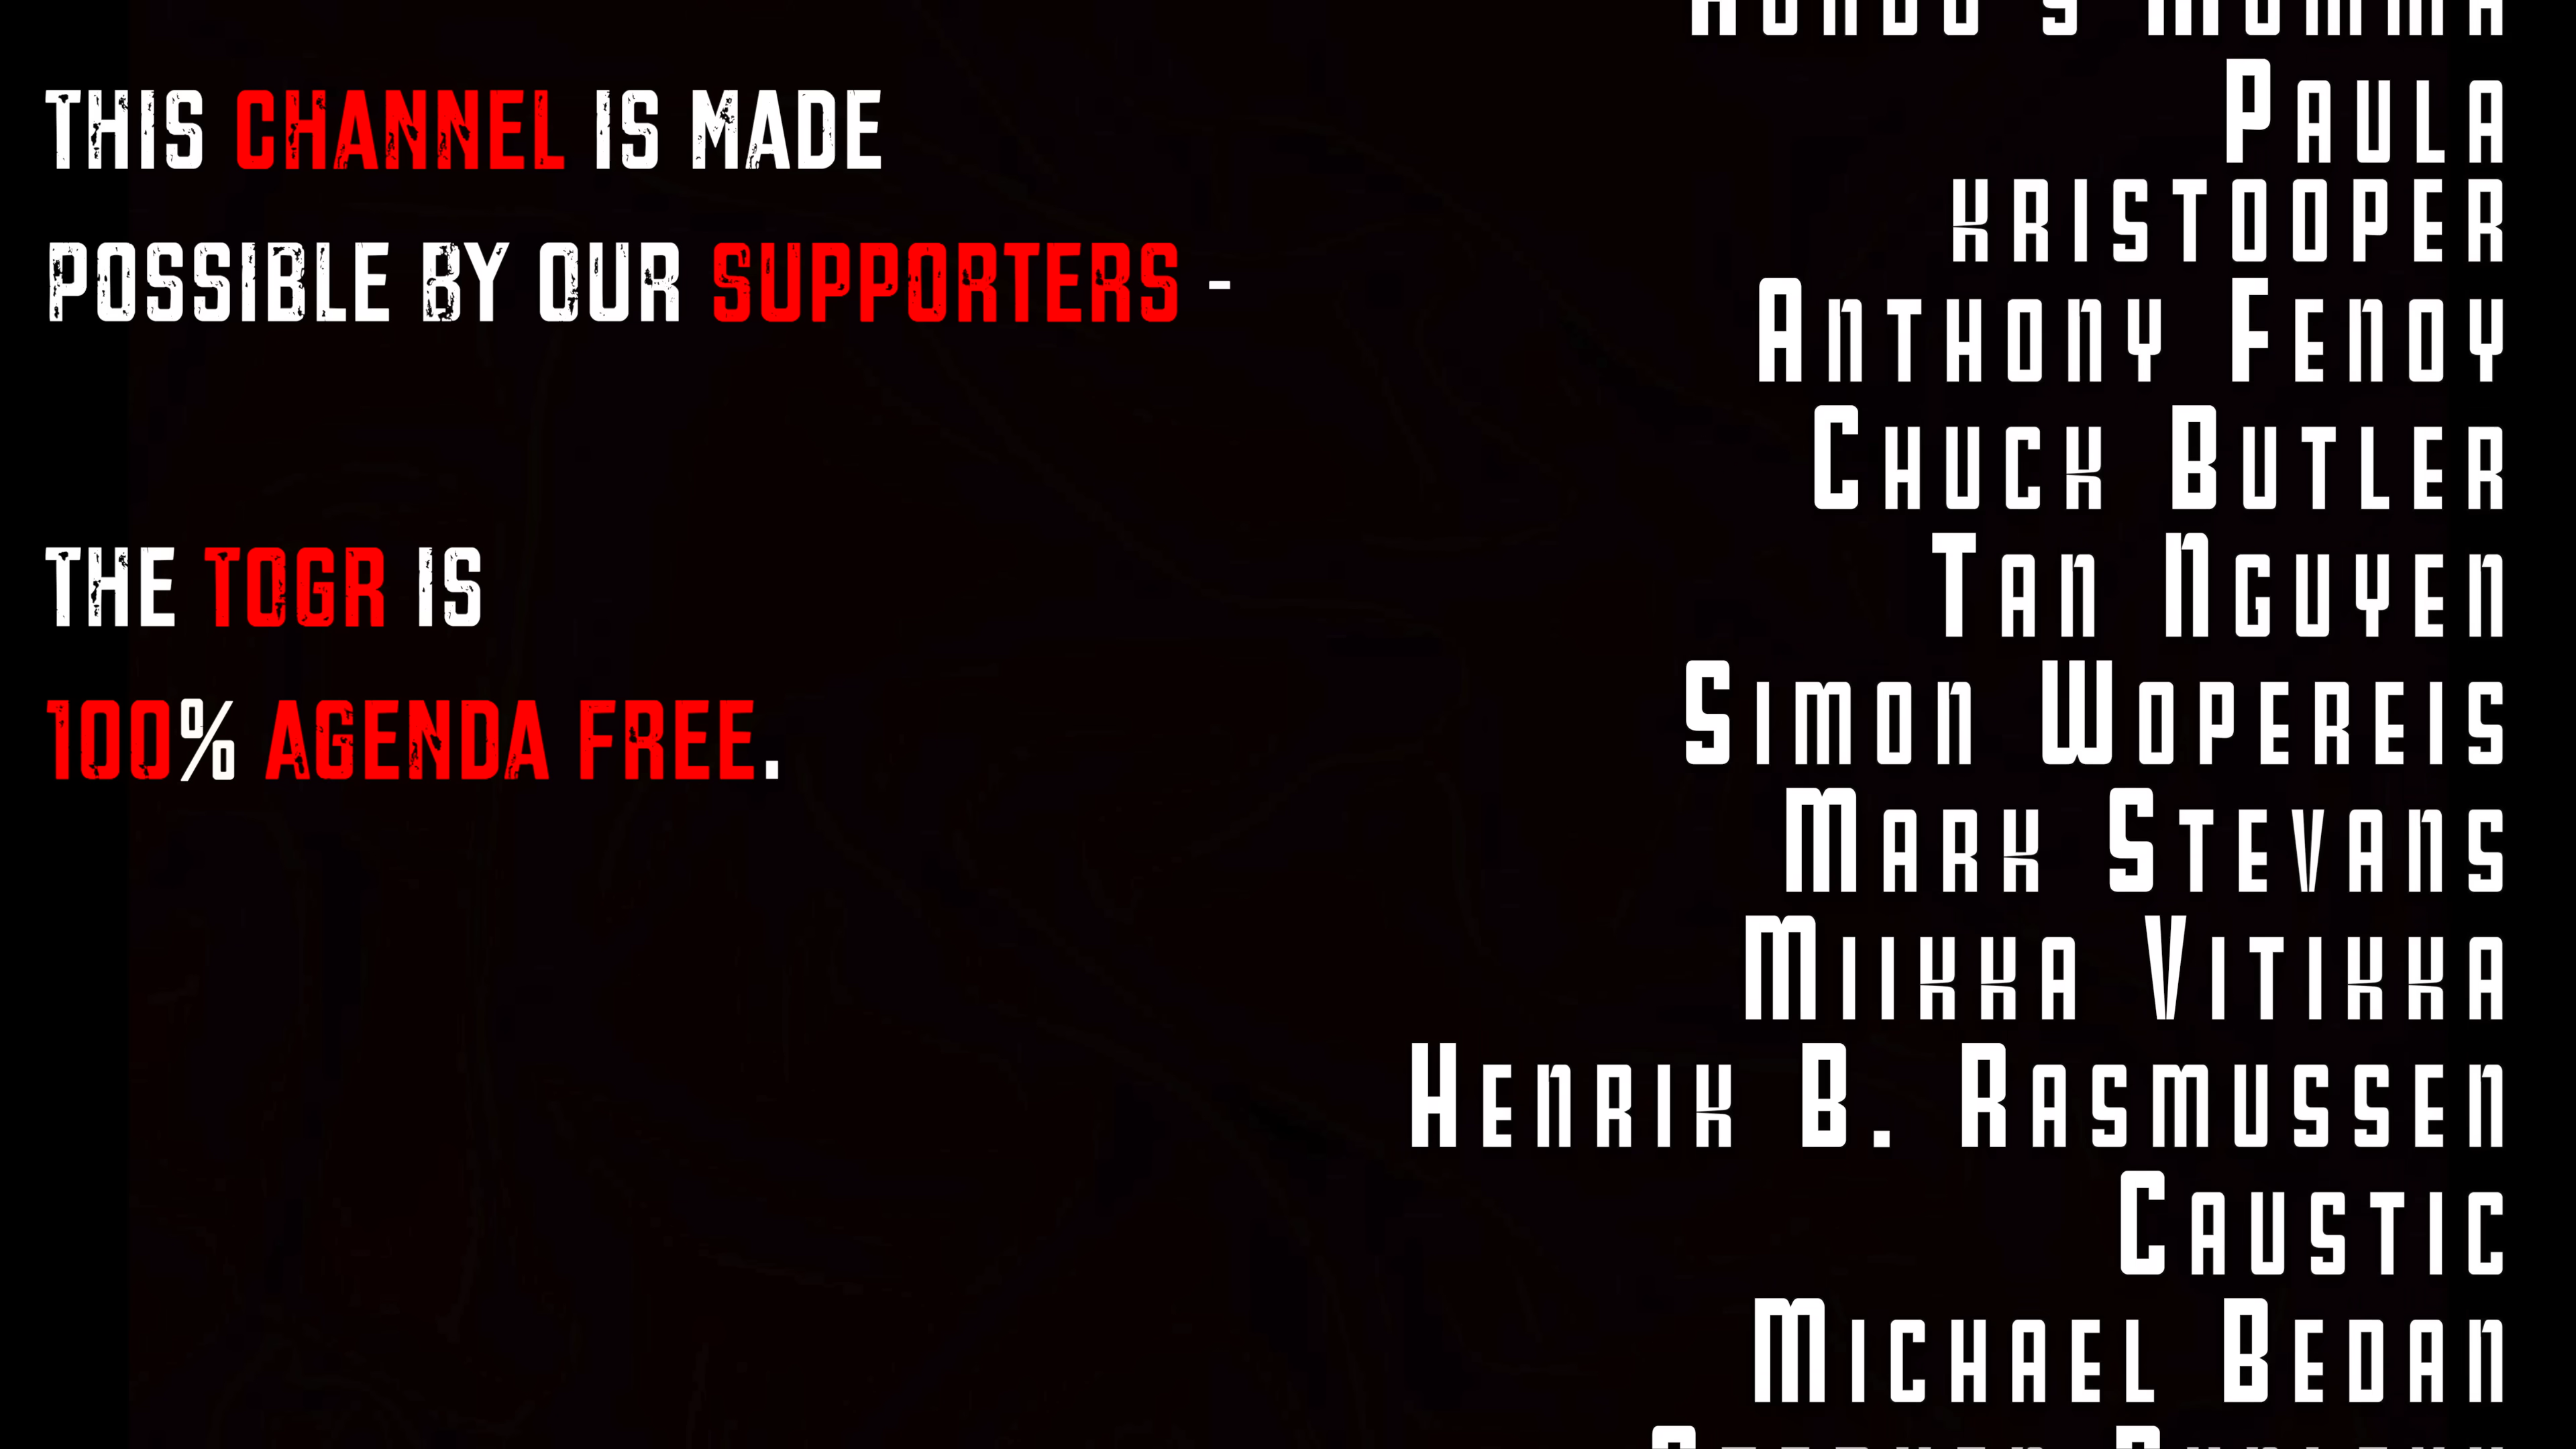 THIS CHANNEL IS MADE
POSSIBLE BY OUR SUPPORTERS -
THE TOGR IS
100% AGENDA FREE.
Paula
kristooper
Anthony Fenoy
Chuck Butler
Tan Nguyen
Simon Wopereis
Mark Stevans
Miikka Vitikka
Henrik B. Rasmussen
Caustic
Michael Bedan